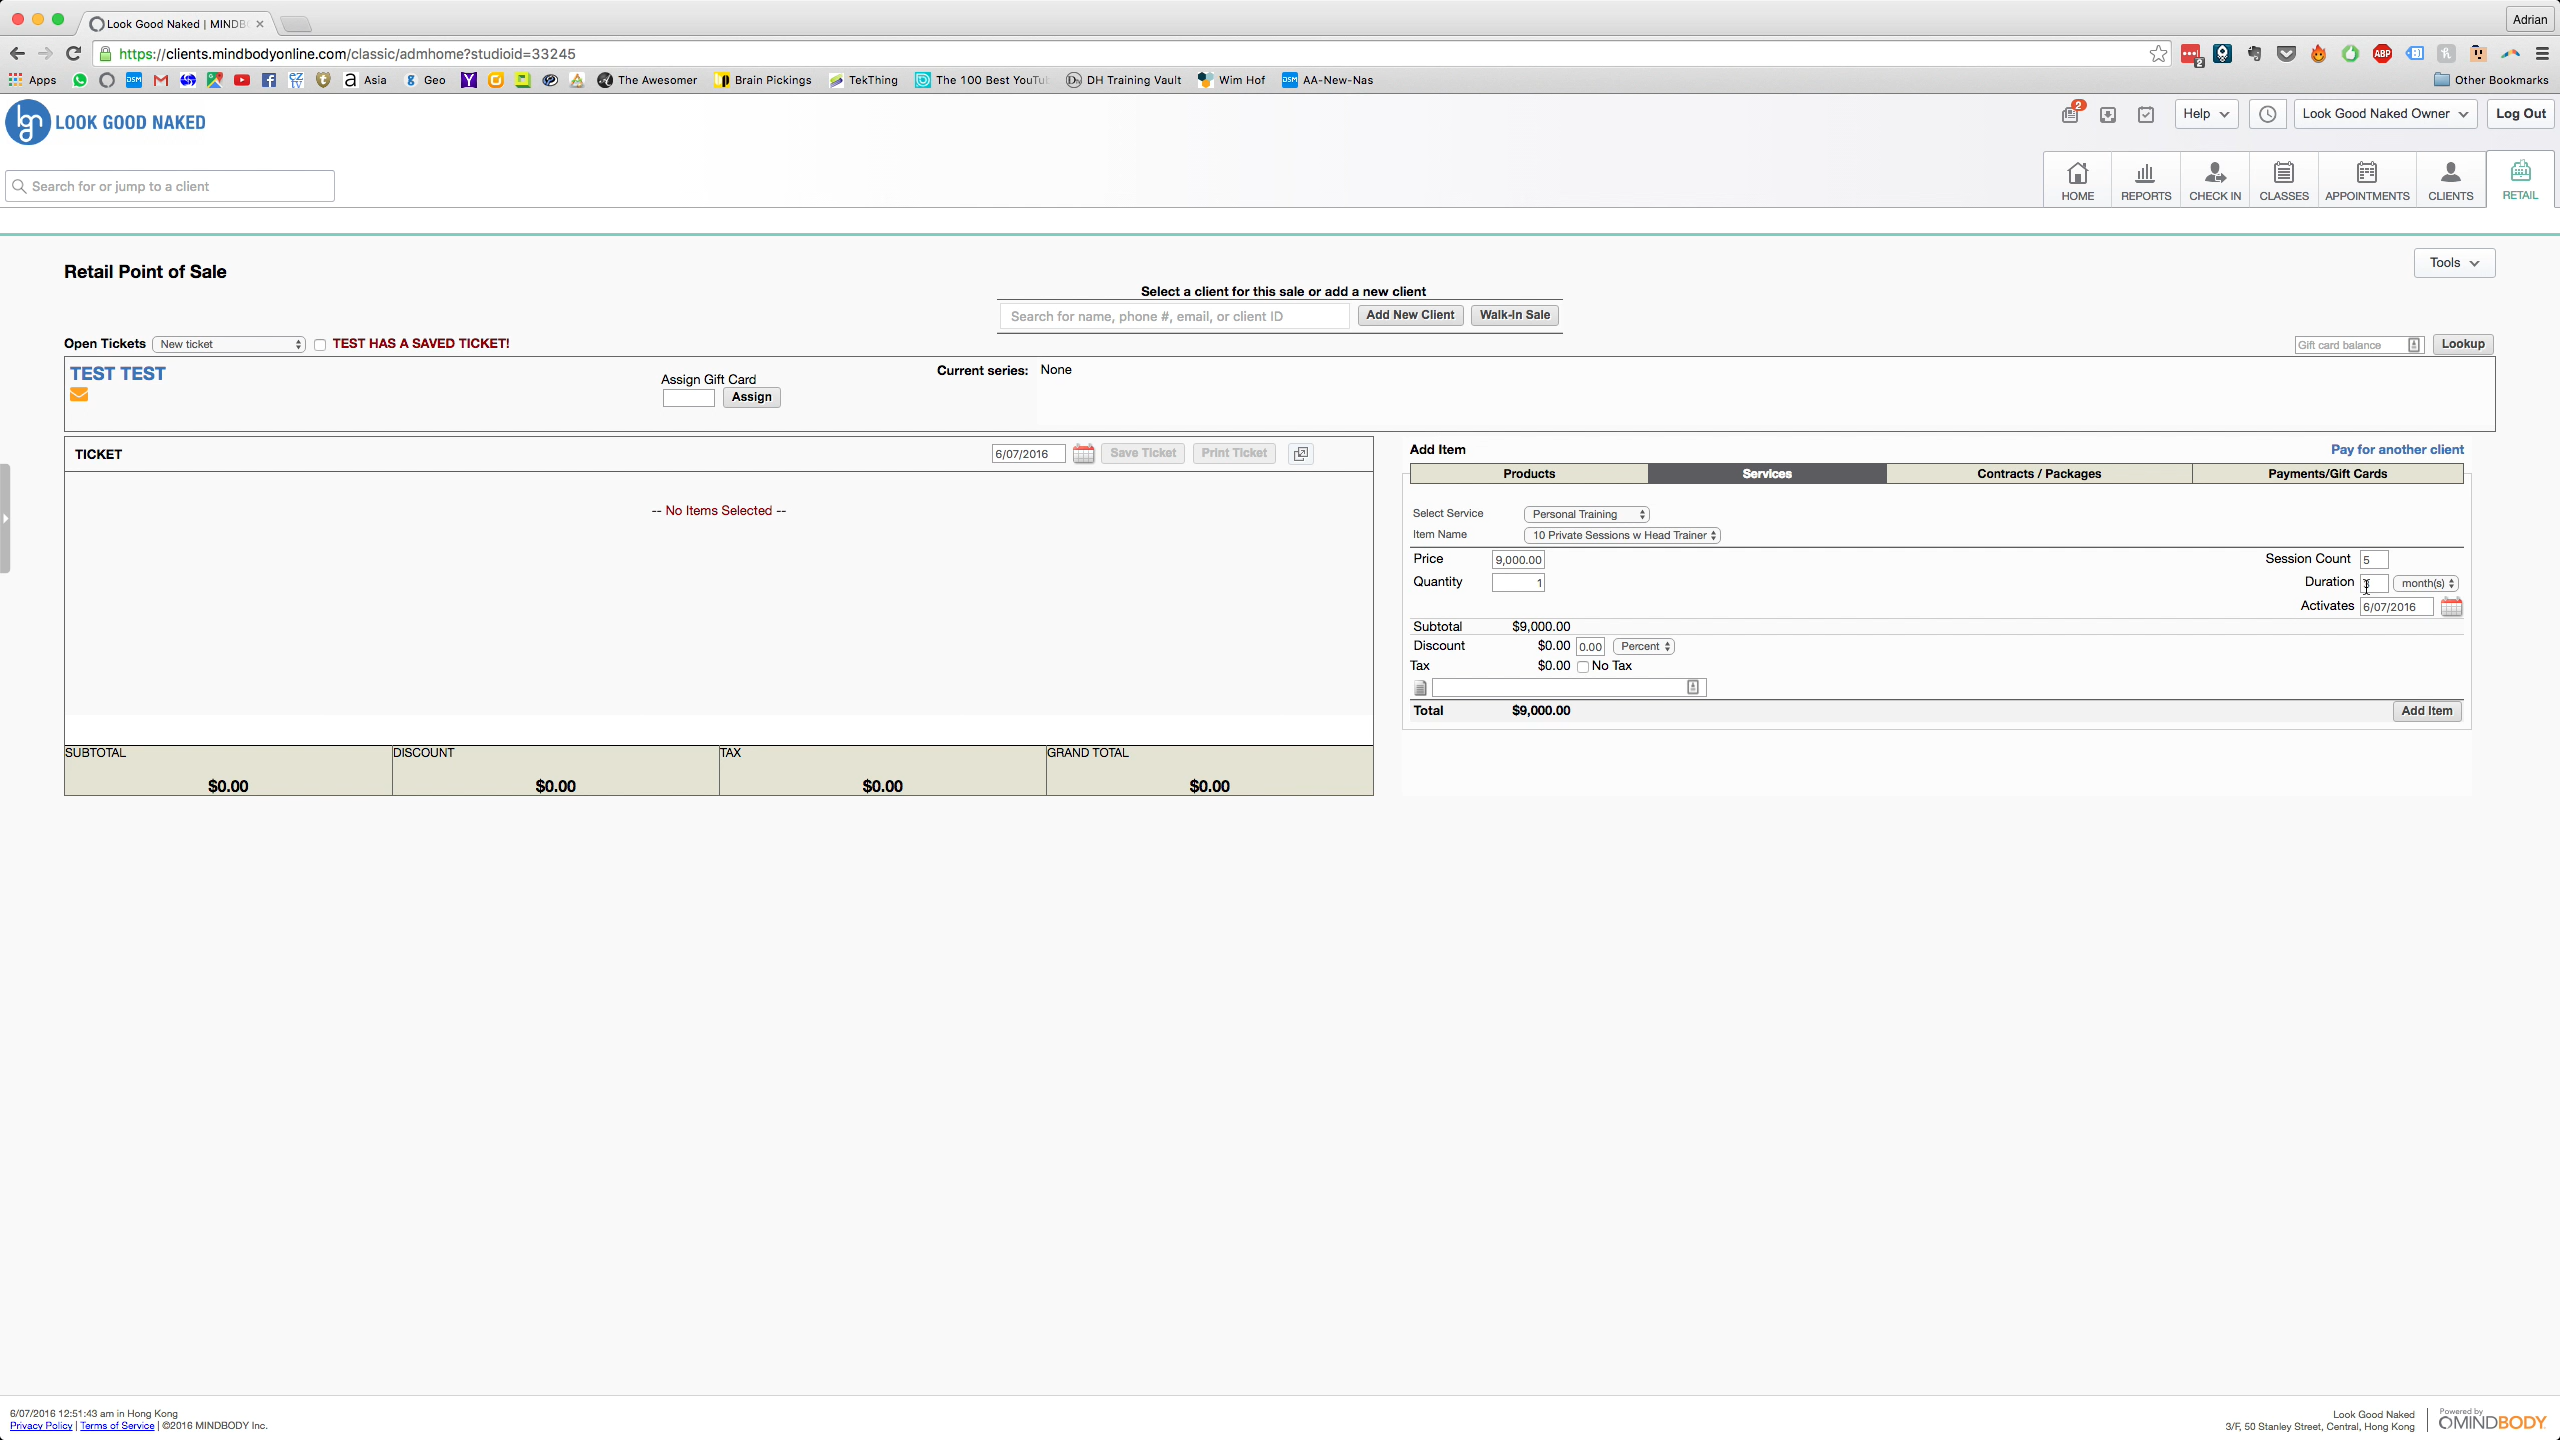 Look Good Naked | MINDB
Adrian
https://clients.mindbodyonline.com/classic/admhome?studioid=33245
Apps Asia Geo The Awesomer Brain Pickings TekThing The 100 Best YouTu DH Training Vault Wim Hof AA-New-Nas Other Bookmarks
lgn LOOK GOOD NAKED
2
Help
Look Good Naked Owner
Log Out
Search for or jump to a client
HOME REPORTS CHECK IN CLASSES APPOINTMENTS CLIENTS RETAIL
Retail Point of Sale
Tools
Select a client for this sale or add a new client
Search for name, phone #, email, or client ID Add New Client Walk-In Sale
Open Tickets New ticket TEST HAS A SAVED TICKET!
Gift card balance Lookup
TEST TEST
Assign Gift Card
Assign
Current series: None
TICKET 6/07/2016 Save Ticket Print Ticket
-- No Items Selected --
SUBTOTAL DISCOUNT TAX GRAND TOTAL
$0.00 $0.00 $0.00 $0.00
Add Item Pay for another client
Products Services Contracts / Packages Payments/Gift Cards
Select Service Personal Training
Item Name 10 Private Sessions w Head Trainer
Price 9,000.00 Session Count 5
Quantity 1 Duration month(s)
Activates 6/07/2016
Subtotal $9,000.00
Discount $0.00 0.00 Percent
Tax $0.00 No Tax
Total $9,000.00 Add Item
6/07/2016 12:51:43 am in Hong Kong
Privacy Policy | Terms of Service | ©2016 MINDBODY Inc.
Look Good Naked
3/F, 50 Stanley Street, Central, Hong Kong
Powered by
MINDBODY